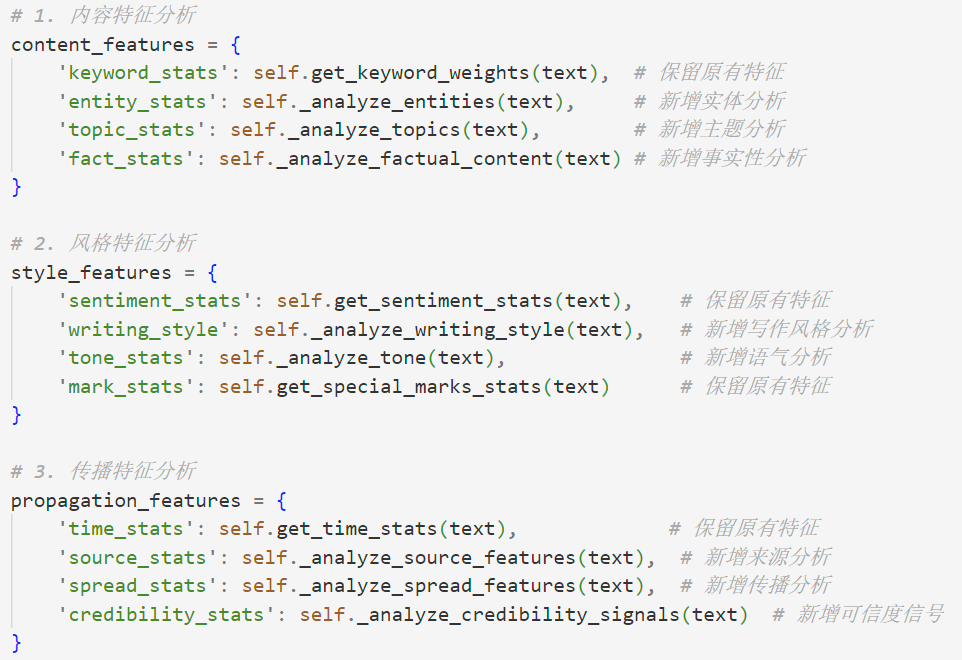 # 1. 内容特征分析
content_features = {
    'keyword_stats': self.get_keyword_weights(text),  # 保留原有特征
    'entity_stats': self._analyze_entities(text),     # 新增实体分析
    'topic_stats': self._analyze_topics(text),        # 新增主题分析
    'fact_stats': self._analyze_factual_content(text) # 新增事实性分析
}

# 2. 风格特征分析
style_features = {
    'sentiment_stats': self.get_sentiment_stats(text),    # 保留原有特征
    'writing_style': self._analyze_writing_style(text),   # 新增写作风格分析
    'tone_stats': self._analyze_tone(text),               # 新增语气分析
    'mark_stats': self.get_special_marks_stats(text)      # 保留原有特征
}

# 3. 传播特征分析
propagation_features = {
    'time_stats': self.get_time_stats(text),             # 保留原有特征
    'source_stats': self._analyze_source_features(text),  # 新增来源分析
    'spread_stats': self._analyze_spread_features(text),  # 新增传播分析
    'credibility_stats': self._analyze_credibility_signals(text)  # 新增可信度信号
}